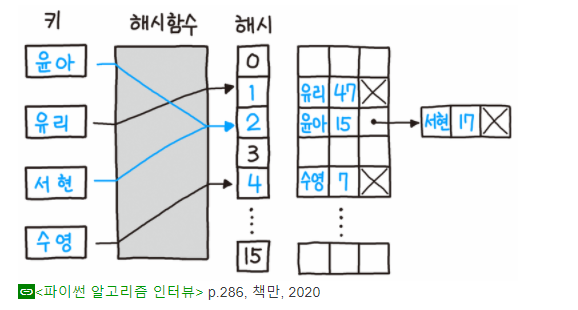 키 해시함수 해시
윤아 0
유리 1 유리 47
2 윤아 15 서현 17
서현 3
4 수영 7
수영
15
<파이썬 알고리즘 인터뷰> p.286, 책만, 2020